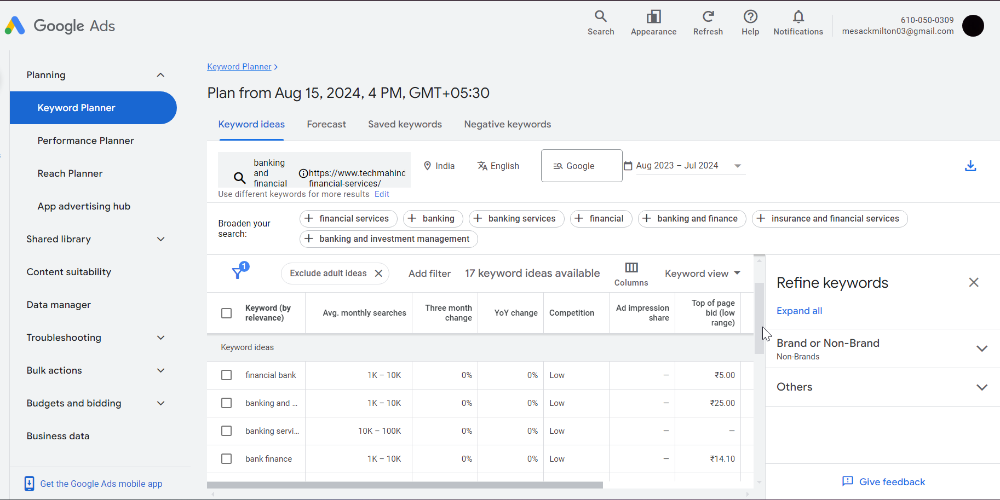 Google Ads
Search
Appearance
Refresh
Help
Notifications
610-050-0309
mesackmilton03@gmail.com
Planning
Keyword Planner
Performance Planner
Reach Planner
App advertising hub
Shared library
Content suitability
Data manager
Troubleshooting
Bulk actions
Budgets and bidding
Business data
Get the Google Ads mobile app
Keyword Planner
Plan from Aug 15, 2024, 4 PM, GMT+05:30
Keyword ideas
Forecast
Saved keywords
Negative keywords
banking
and
financial
https://www.techmahind
financial-services/
India
English
Google
Aug 2023 – Jul 2024
Use different keywords for more results Edit
Broaden your
search:
financial services
banking
banking services
financial
banking and finance
insurance and financial services
banking and investment management
1
Exclude adult ideas
Add filter
17 keyword ideas available
Columns
Keyword view
Keyword (by
relevance)
Avg. monthly searches
Three month
change
YoY change
Competition
Ad impression
share
Top of page
bid (low
range)
Keyword ideas
financial bank 1K – 10K 0% 0% Low — ₹5.00
banking and ... 1K – 10K 0% 0% Low — ₹25.00
banking servi... 10K – 100K 0% 0% Low — —
bank finance 1K – 10K 0% 0% Low — ₹14.10
Refine keywords
Expand all
Brand or Non-Brand
Non-Brands
Others
Give feedback